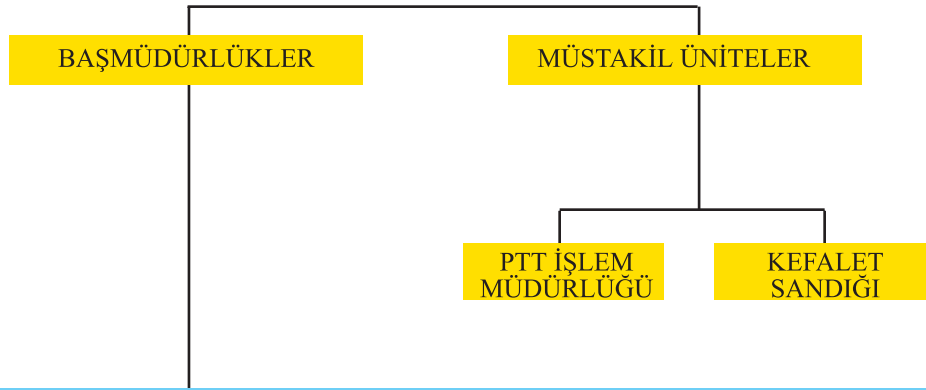 BAŞMÜDÜRLÜKLER
MÜSTAKİL ÜNİTELER
PTT İŞLEM
MÜDÜRLÜĞÜ
KEFALET
SANDIĞI